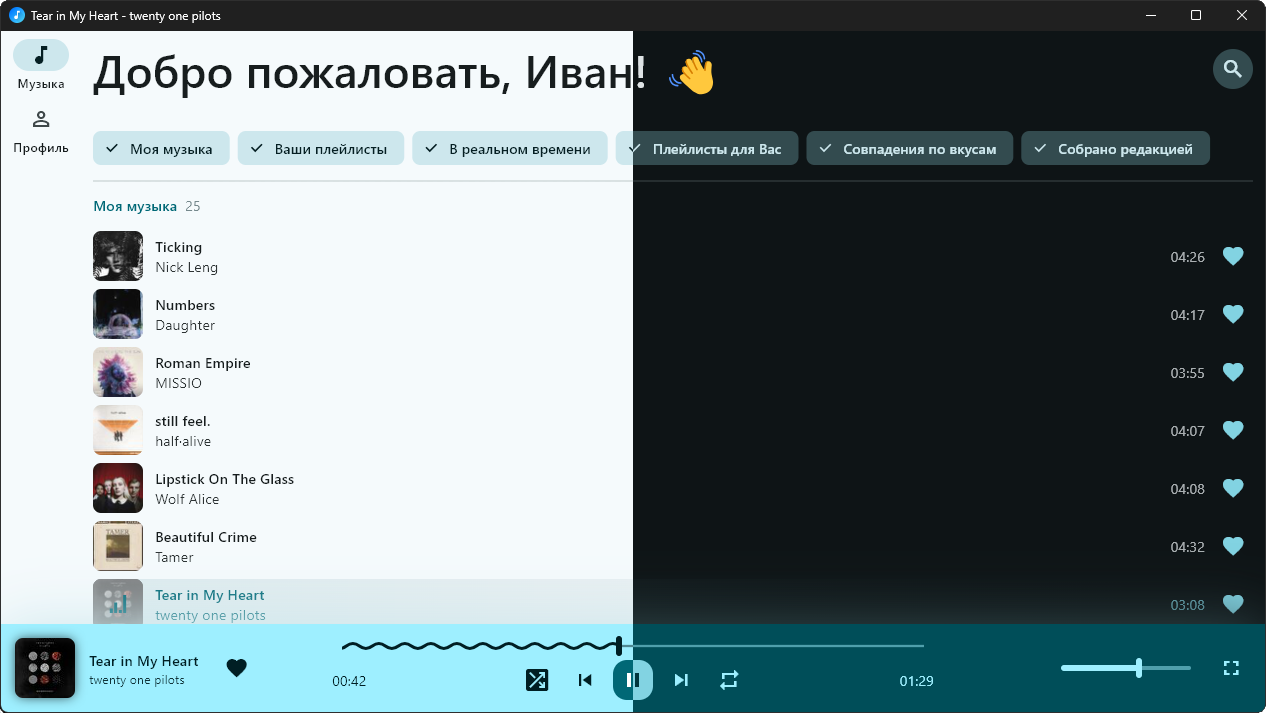 Tear in My Heart - twenty one pilots
Музыка
Профиль
Добро пожаловать, Иван! 👋
Моя музыка
Ваши плейлисты
В реальном времени
Плейлисты для Вас
Совпадения по вкусам
Собрано редакцией
Моя музыка 25
Ticking
Nick Leng
04:26
Numbers
Daughter
04:17
Roman Empire
MISSIO
03:55
still feel.
half·alive
04:07
Lipstick On The Glass
Wolf Alice
04:08
Beautiful Crime
Tamer
04:32
Tear in My Heart
twenty one pilots
03:08
Tear in My Heart
twenty one pilots
00:42
01:29